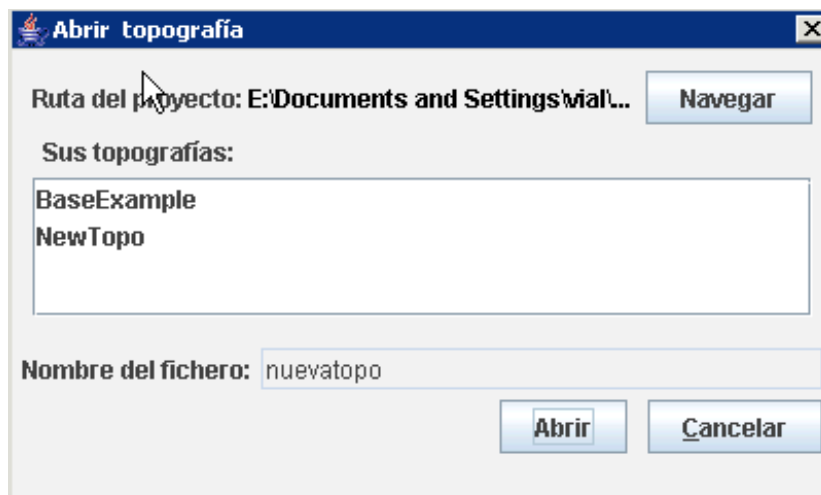 Abrir topografía
Ruta del proyecto: E:\Documents and Settings\vial\... Navegar
Sus topografías:
BaseExample
NewTopo
Nombre del fichero: nuevatopo
Abrir Cancelar